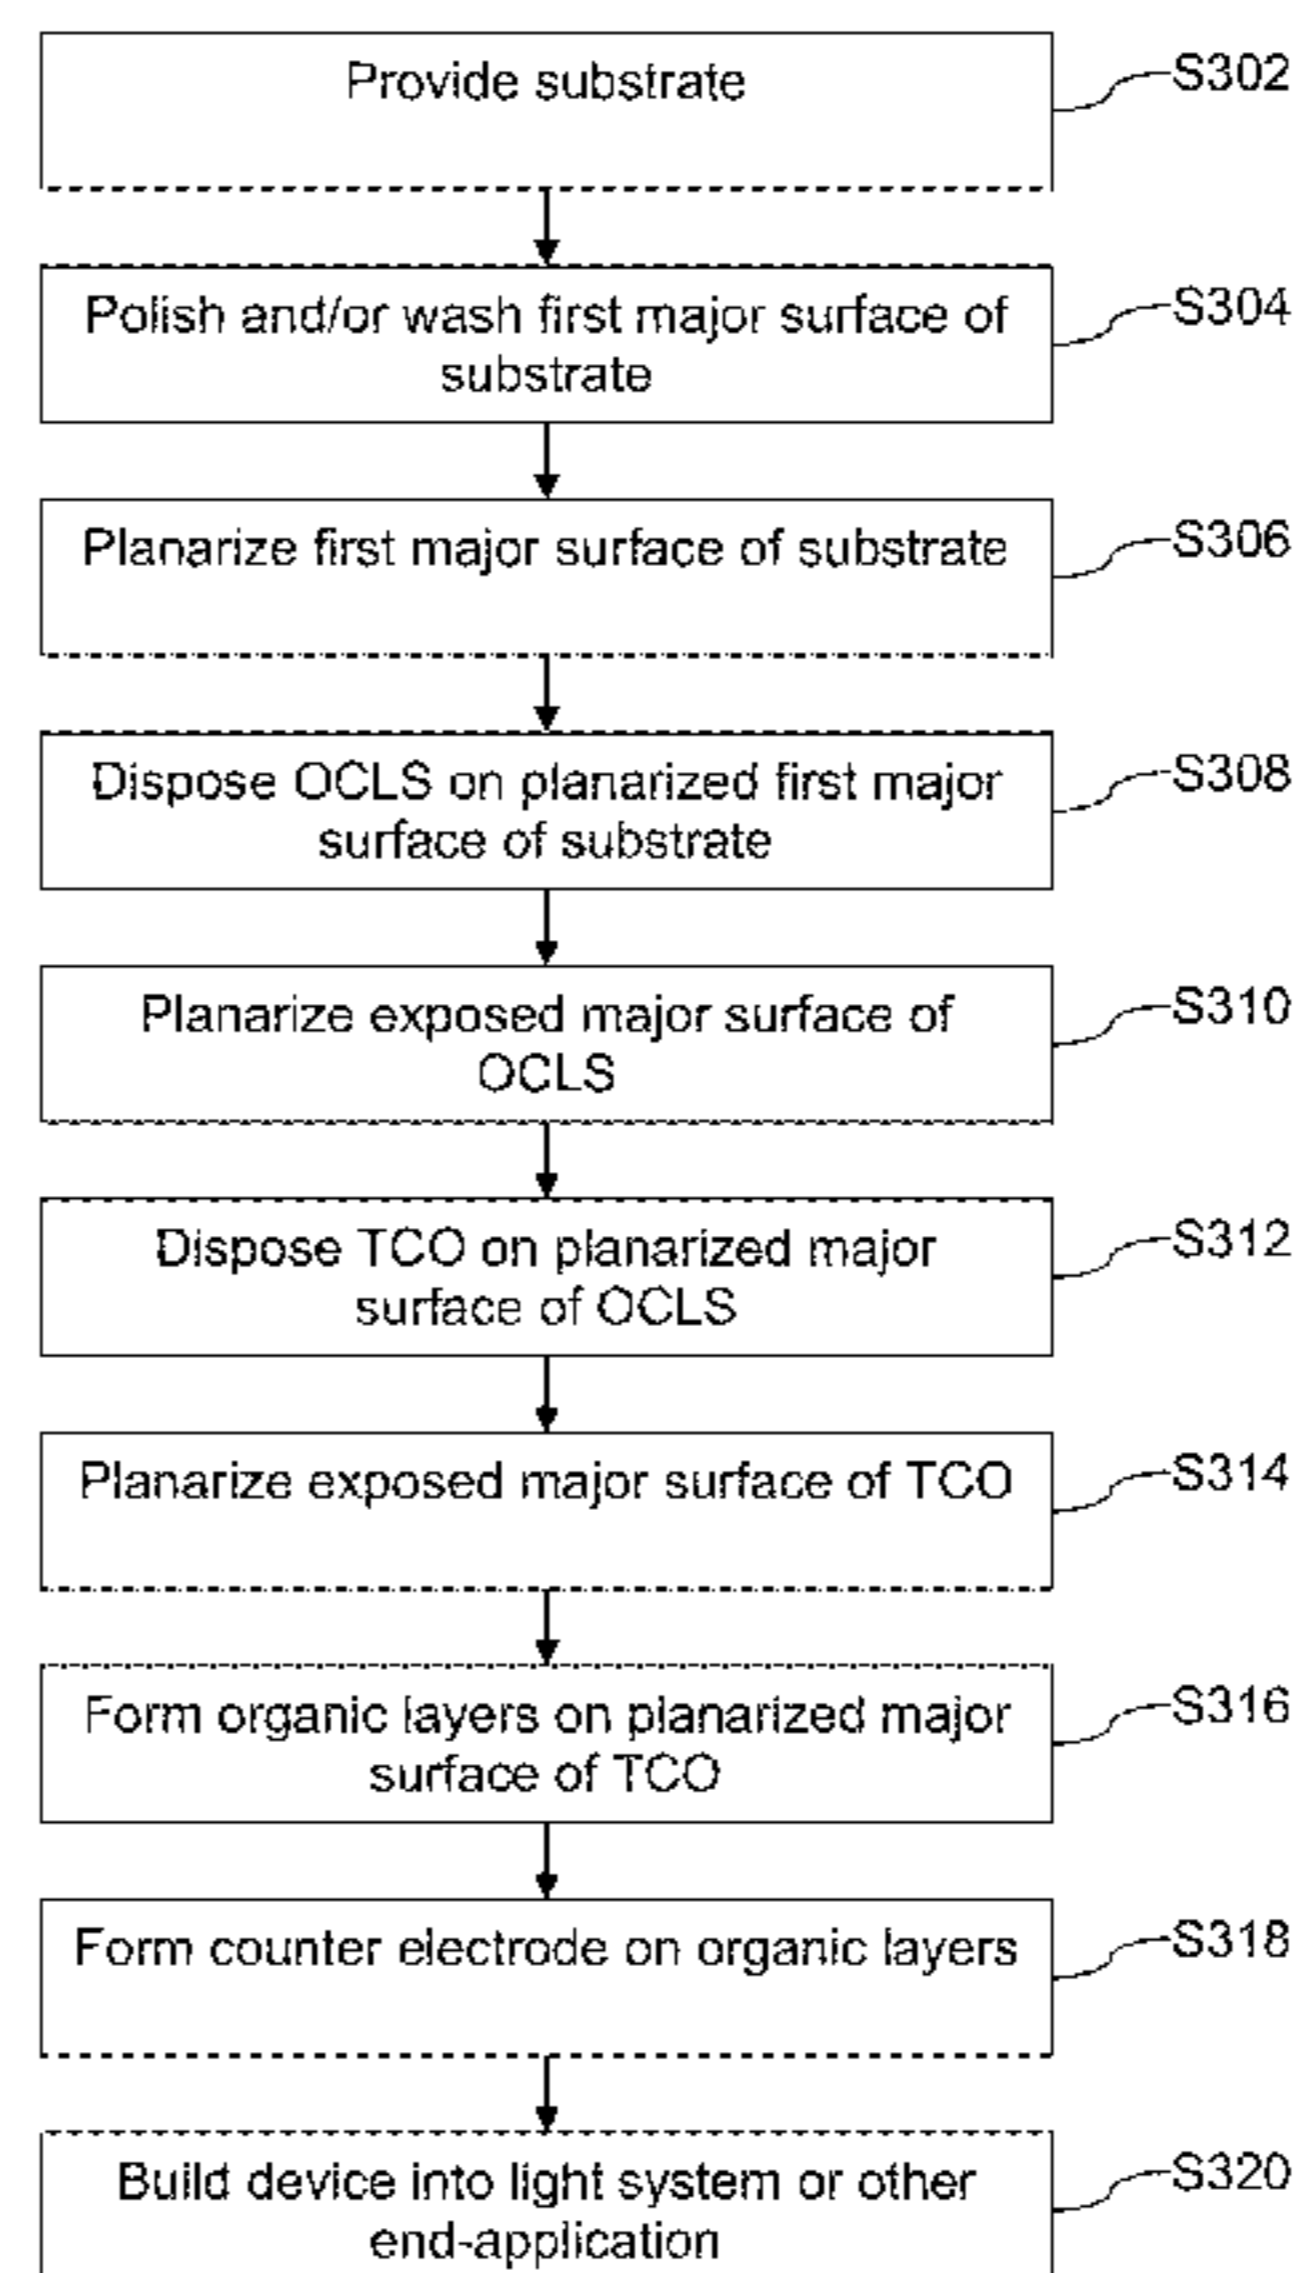 Provide substrate
S302
Polish and/or wash first major surface of
substrate
S304
Planarize first major surface of substrate
S306
Dispose OCLS on planarized first major
surface of substrate
S308
Planarize exposed major surface of
OCLS
S310
Dispose TCO on planarized major
surface of OCLS
S312
Planarize exposed major surface of TCO
S314
Form organic layers on planarized major
surface of TCO
S316
Form counter electrode on organic layers
S318
Build device into light system or other
end-application
S320